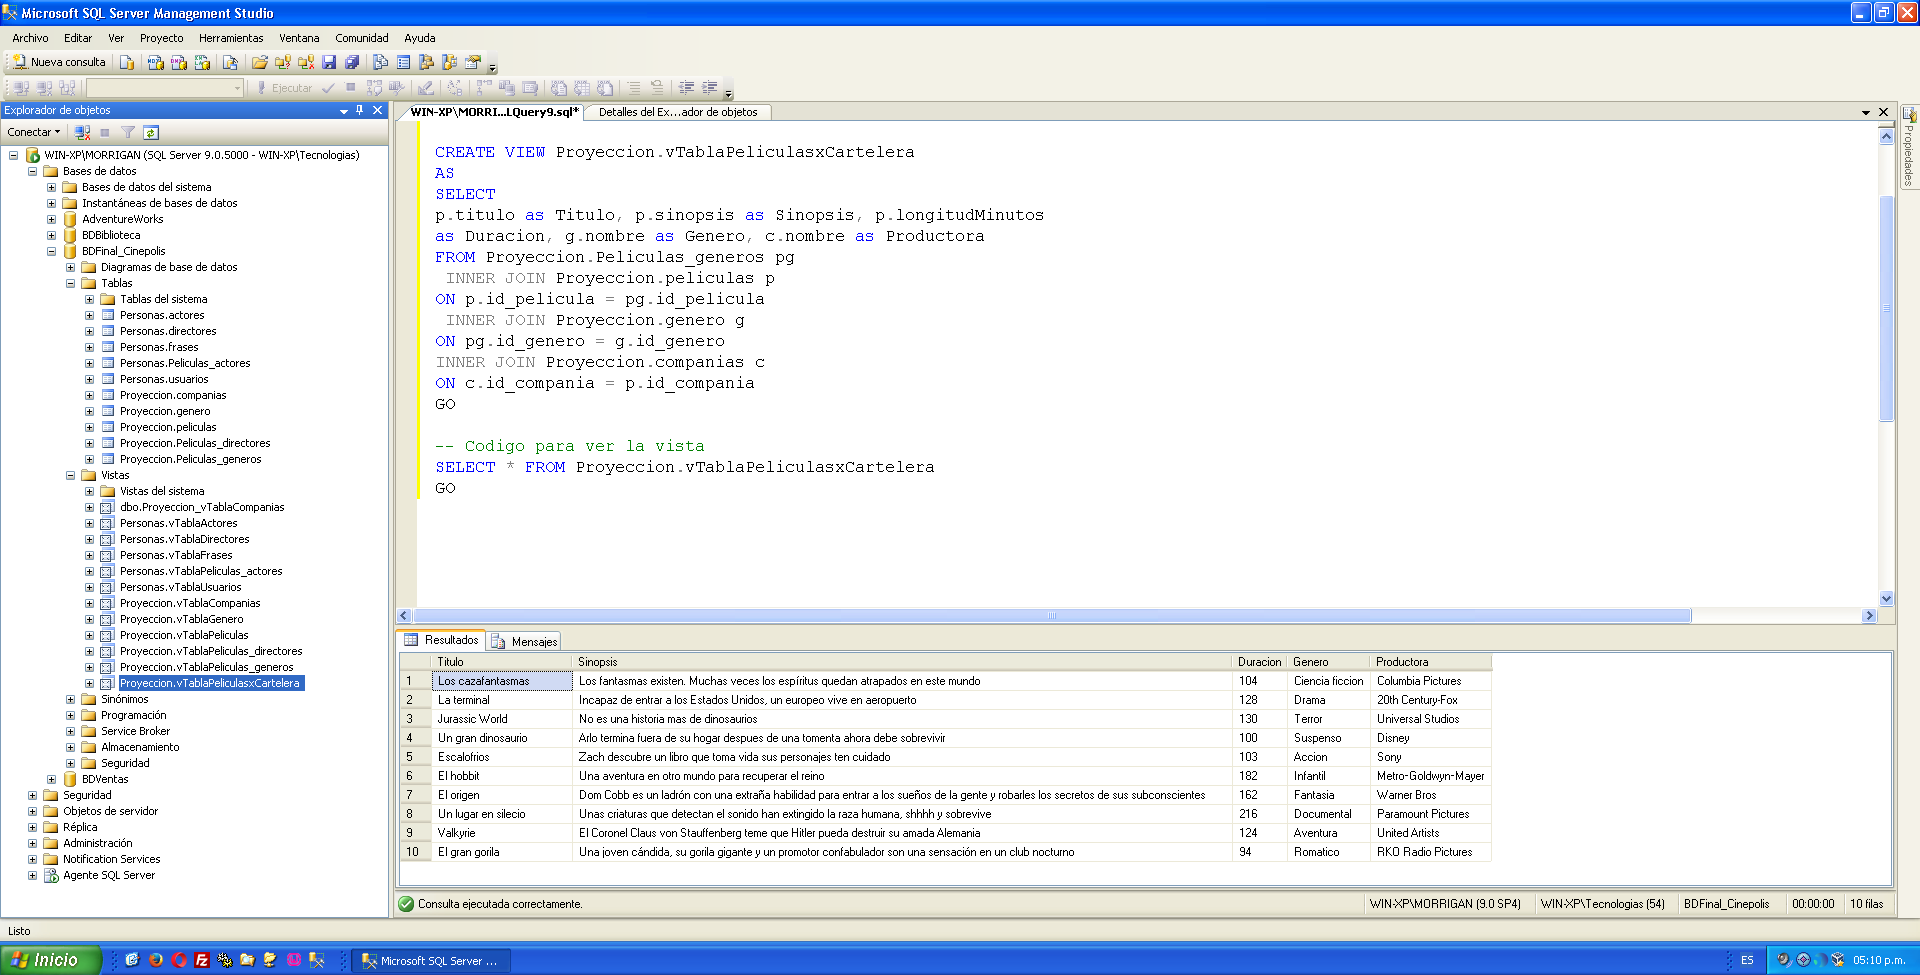 Microsoft SQL Server Management Studio
Archivo Editar Ver Proyecto Herramientas Ventana Comunidad Ayuda
Nueva consulta
Ejecutar
Explorador de objetos
Conectar
WIN-XP\MORRIGAN (SQL Server 9.0.5000 - WIN-XP\Tecnologias)
Bases de datos
Bases de datos del sistema
Instantáneas de bases de datos
AdventureWorks
BDBiblioteca
BDFinal_Cinepolis
Diagramas de base de datos
Tablas
Tablas del sistema
Personas.actores
Personas.directores
Personas.frases
Personas.Peliculas_actores
Personas.usuarios
Proyeccion.companias
Proyeccion.genero
Proyeccion.peliculas
Proyeccion.Peliculas_directores
Proyeccion.Peliculas_generos
Vistas
Vistas del sistema
dbo.Proyeccion_vTablaCompanias
Personas.vTablaActores
Personas.vTablaDirectores
Personas.vTablaFrases
Personas.vTablaPeliculas_actores
Personas.vTablaUsuarios
Proyeccion.vTablaCompanias
Proyeccion.vTablaGenero
Proyeccion.vTablaPeliculas
Proyeccion.vTablaPeliculas_directores
Proyeccion.vTablaPeliculas_generos
Proyeccion.vTablaPeliculasxCartelera
Sinónimos
Programación
Service Broker
Almacenamiento
Seguridad
BDVentas
Seguridad
Objetos de servidor
Réplica
Administración
Notification Services
Agente SQL Server
WIN-XP\MORRI...LQuery9.sql* Detalles del Ex...ador de objetos
Propiedades
CREATE VIEW Proyeccion.vTablaPeliculasxCartelera
AS
SELECT
p.titulo as Titulo, p.sinopsis as Sinopsis, p.longitudMinutos
as Duracion, g.nombre as Genero, c.nombre as Productora
FROM Proyeccion.Peliculas_generos pg
INNER JOIN Proyeccion.peliculas p
ON p.id_pelicula = pg.id_pelicula
INNER JOIN Proyeccion.genero g
ON pg.id_genero = g.id_genero
INNER JOIN Proyeccion.companias c
ON c.id_compania = p.id_compania
GO
-- Codigo para ver la vista
SELECT * FROM Proyeccion.vTablaPeliculasxCartelera
GO
Resultados Mensajes
Titulo Sinopsis Duracion Genero Productora
1 Los cazafantasmas Los fantasmas existen. Muchas veces los espíritus quedan atrapados en este mundo 104 Ciencia ficcion Columbia Pictures
2 La terminal Incapaz de entrar a los Estados Unidos, un europeo vive en aeropuerto 128 Drama 20th Century-Fox
3 Jurassic World No es una historia mas de dinosaurios 130 Terror Universal Studios
4 Un gran dinosaurio Arlo termina fuera de su hogar despues de una tomenta ahora debe sobrevivir 100 Suspenso Disney
5 Escalofrios Zach descubre un libro que toma vida sus personajes ten cuidado 103 Accion Sony
6 El hobbit Una aventura en otro mundo para recuperar el reino 182 Infantil Metro-Goldwyn-Mayer
7 El origen Dom Cobb es un ladrón con una extraña habilidad para entrar a los sueños de la gente y robarles los secretos de sus subconscientes 162 Fantasia Warner Bros
8 Un lugar en silecio Unas criaturas que detectan el sonido han extingido la raza humana, shhhh y sobrevive 216 Documental Paramount Pictures
9 Valkyrie El Coronel Claus von Stauffenberg teme que Hitler pueda destruir su amada Alemania 124 Aventura United Artists
10 El gran gorila Una joven cándida, su gorila gigante y un promotor confabulador son una sensación en un club nocturno 94 Romatico RKO Radio Pictures
Consulta ejecutada correctamente. WIN-XP\MORRIGAN (9.0 SP4) WIN-XP\Tecnologias (54) BDFinal_Cinepolis 00:00:00 10 filas
Listo
Inicio Microsoft SQL Server ... ES 05:10 p.m.